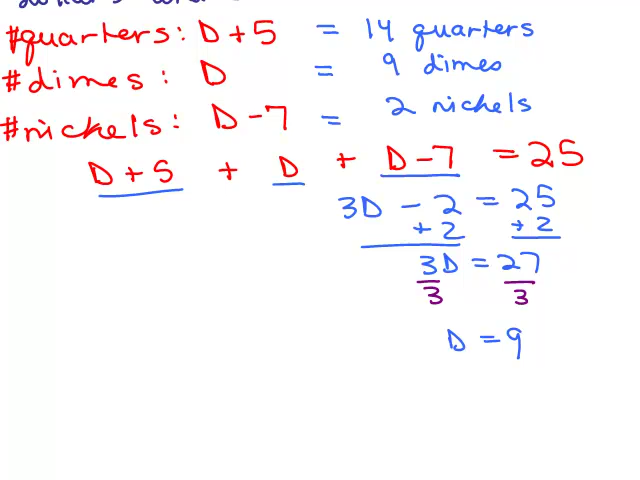 #quarters: D+5 = 14 quarters
#dimes: D = 9 dimes
#nickels: D-7 = 2 nickels
D+5 + D + D-7 = 25
3D - 2 = 25
+2 +2
3D = 27
3 3
D = 9